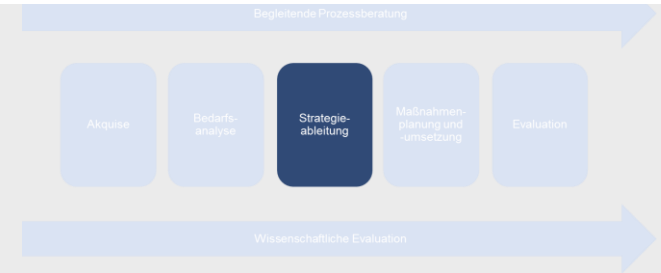 Begleitende Prozessberatung
Akquise
Bedarfs-
analyse
Strategie-
ableitung
Maßnahmen-
planung und
-umsetzung
Evaluation
Wissenschaftliche Evaluation